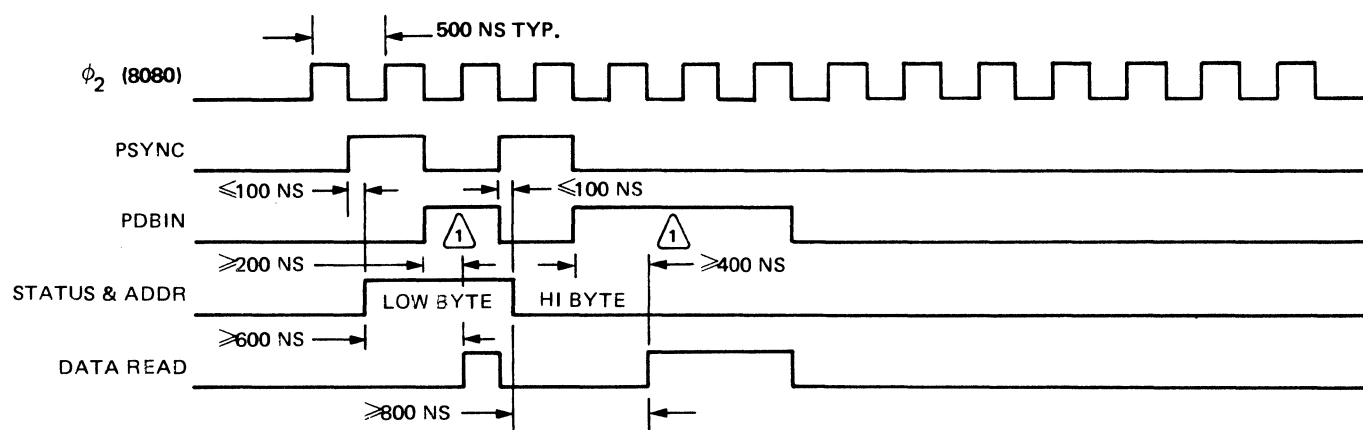 500 NS TYP.
ϕ2 (8080)
PSYNC
≤100 NS
≤100 NS
PDBIN
1
1
≥200 NS
≥400 NS
STATUS & ADDR
LOW BYTE
HI BYTE
≥600 NS
DATA READ
≥800 NS